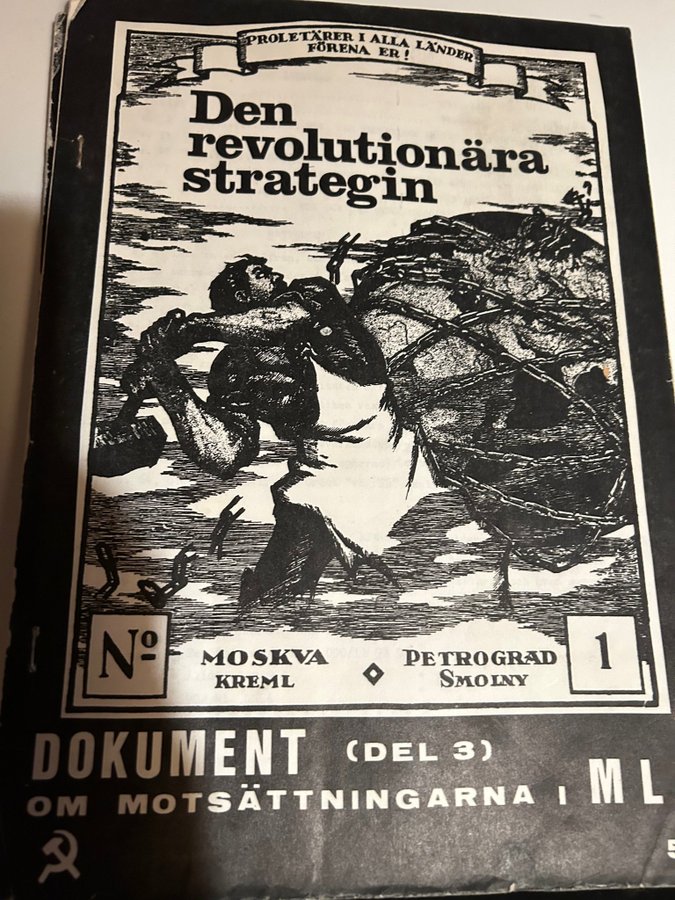 PROLETÄRER I ALLA LÄNDER
FÖRENA ER!
Den
revolutionära
strategin
Nº
MOSKVA
KREML
PETROGRAD
SMOLNY
1
DOKUMENT (DEL 3)
OM MOTSÄTTNINGARNA I ML
5